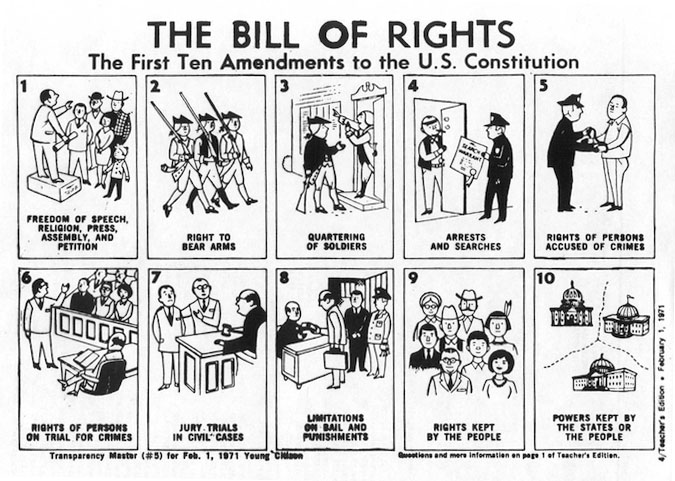 THE BILL OF RIGHTS
The First Ten Amendments to the U.S. Constitution
1
FREEDOM OF SPEECH,
RELIGION, PRESS,
ASSEMBLY, AND
PETITION
2
RIGHT TO
BEAR ARMS
3
QUARTERING
OF SOLDIERS
4
SEARCH
WARRANT
ARRESTS
AND SEARCHES
5
RIGHTS OF PERSONS
ACCUSED OF CRIMES
6
RIGHTS OF PERSONS
ON TRIAL FOR CRIMES
7
JURY TRIALS
IN CIVIL CASES
8
LIMITATIONS
ON BAIL AND
PUNISHMENTS
9
RIGHTS KEPT
BY THE PEOPLE
10
POWERS KEPT BY
THE STATES OR
THE PEOPLE
4/Teacher's Edition • February 1, 1971
Transparency Master (#5) for Feb. 1, 1971 Young Citizen
Questions and more information on page 1 of Teacher's Edition.